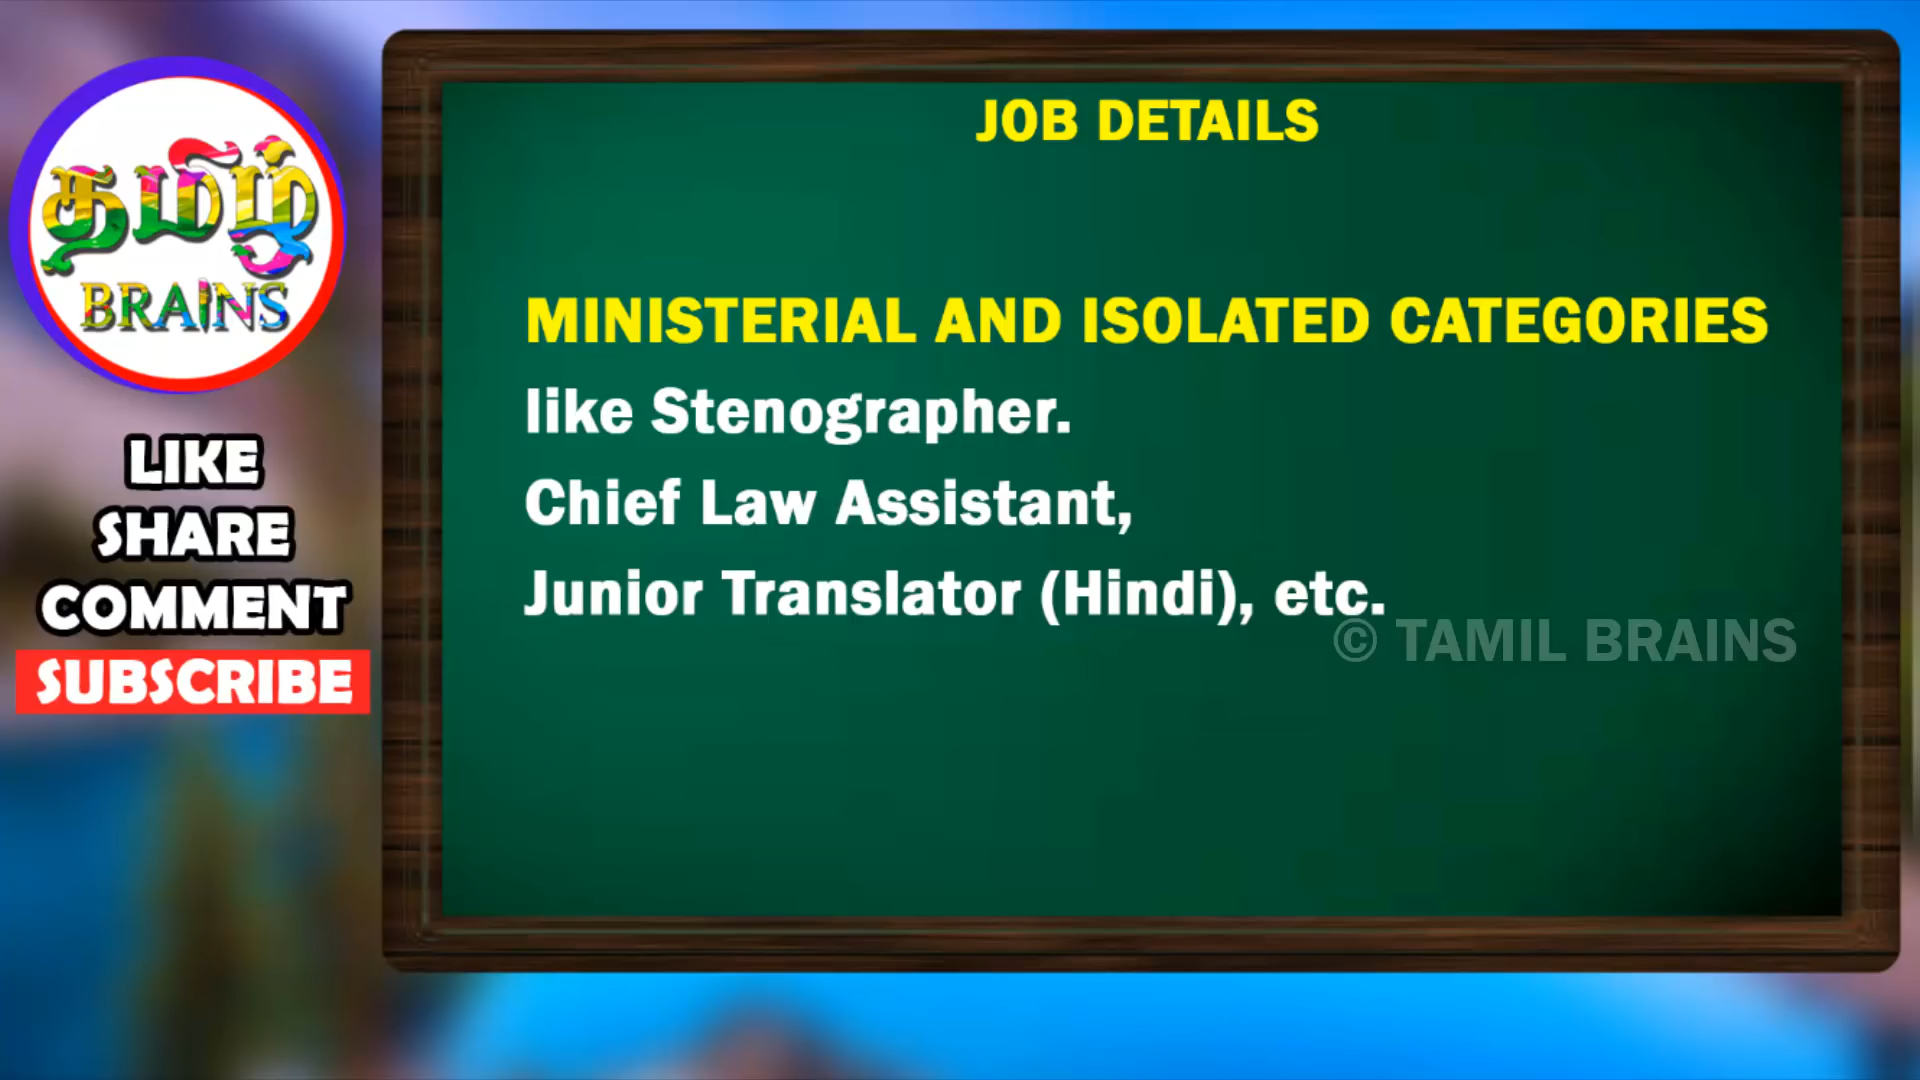 தமிழ்
BRAINS
LIKE
SHARE
COMMENT
SUBSCRIBE
JOB DETAILS
MINISTERIAL AND ISOLATED CATEGORIES
like Stenographer.
Chief Law Assistant,
Junior Translator (Hindi), etc.
© TAMIL BRAINS